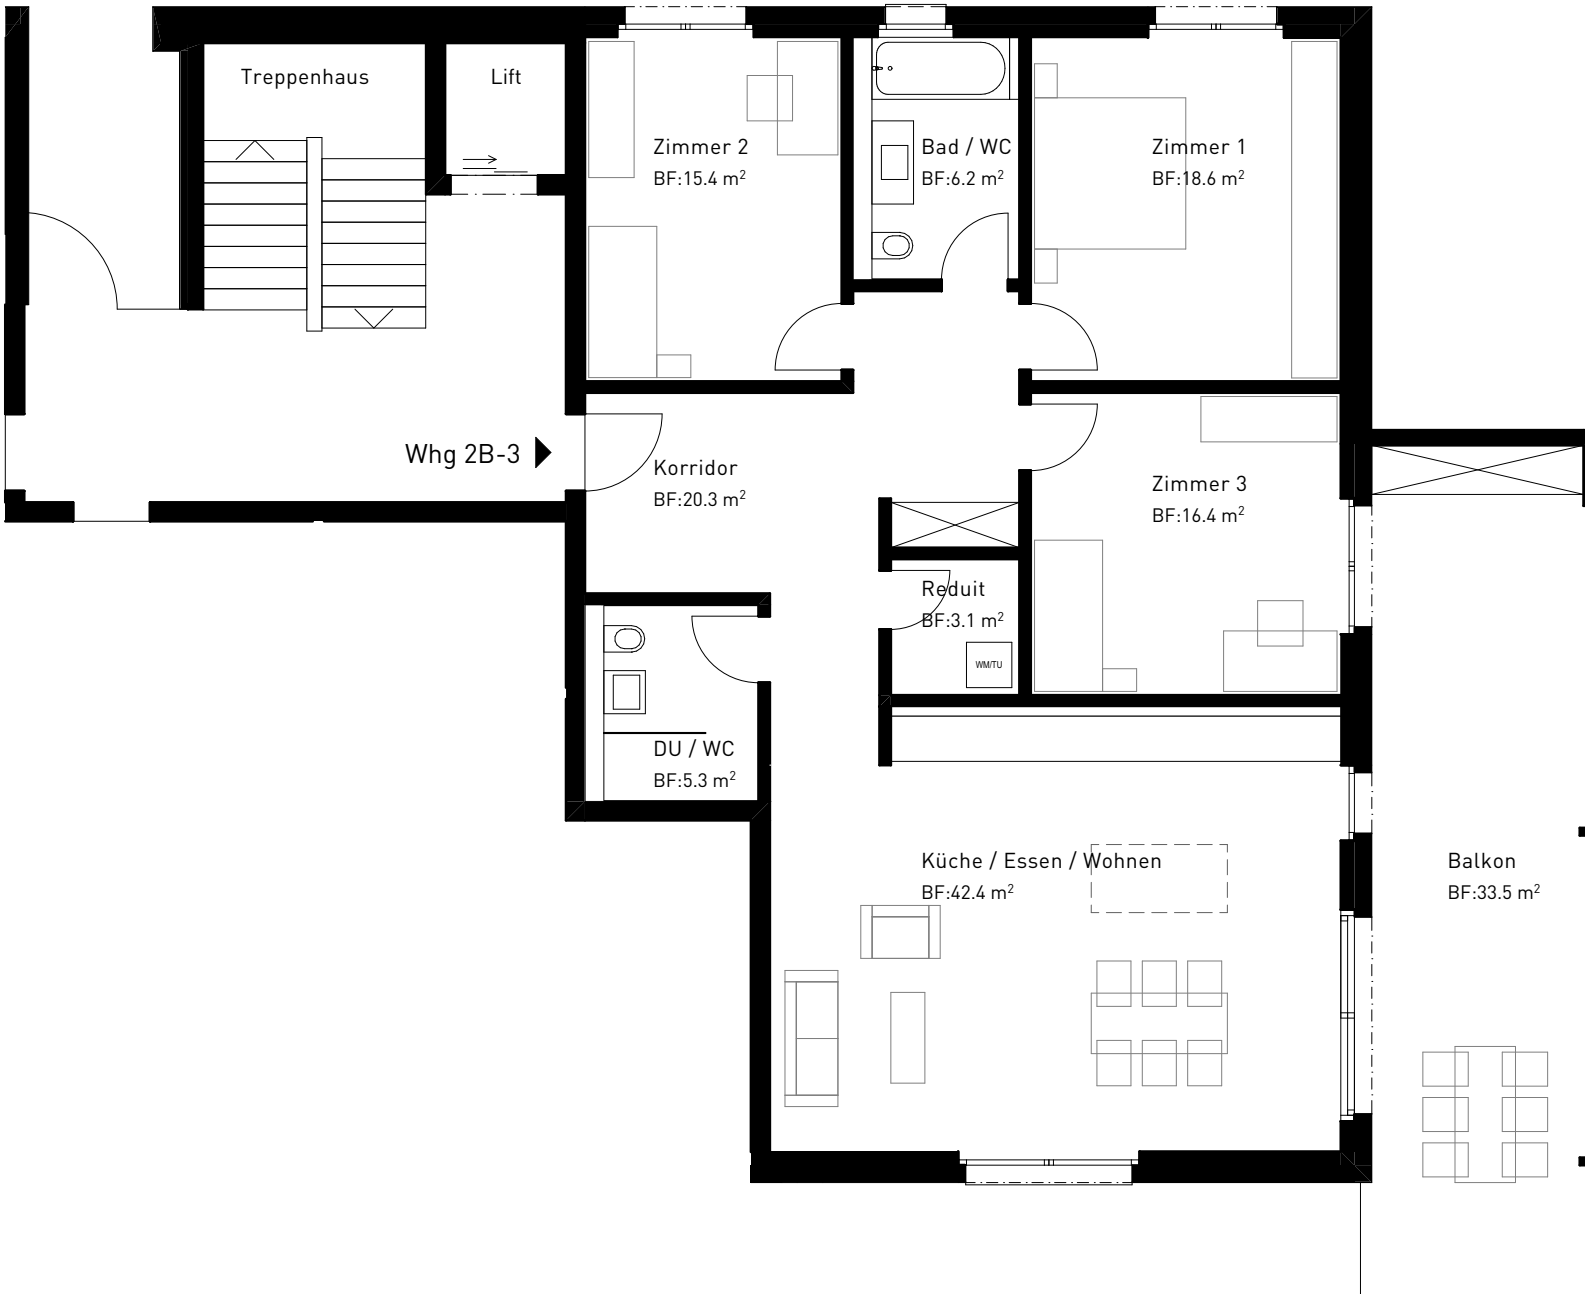 Treppenhaus
Lift
Zimmer 2
BF:15.4 m²
Bad / WC
BF:6.2 m²
Zimmer 1
BF:18.6 m²
Whg 2B-3
Korridor
BF:20.3 m²
Zimmer 3
BF:16.4 m²
Reduit
BF:3.1 m²
WM/TU
DU / WC
BF:5.3 m²
Küche / Essen / Wohnen
BF:42.4 m²
Balkon
BF:33.5 m²